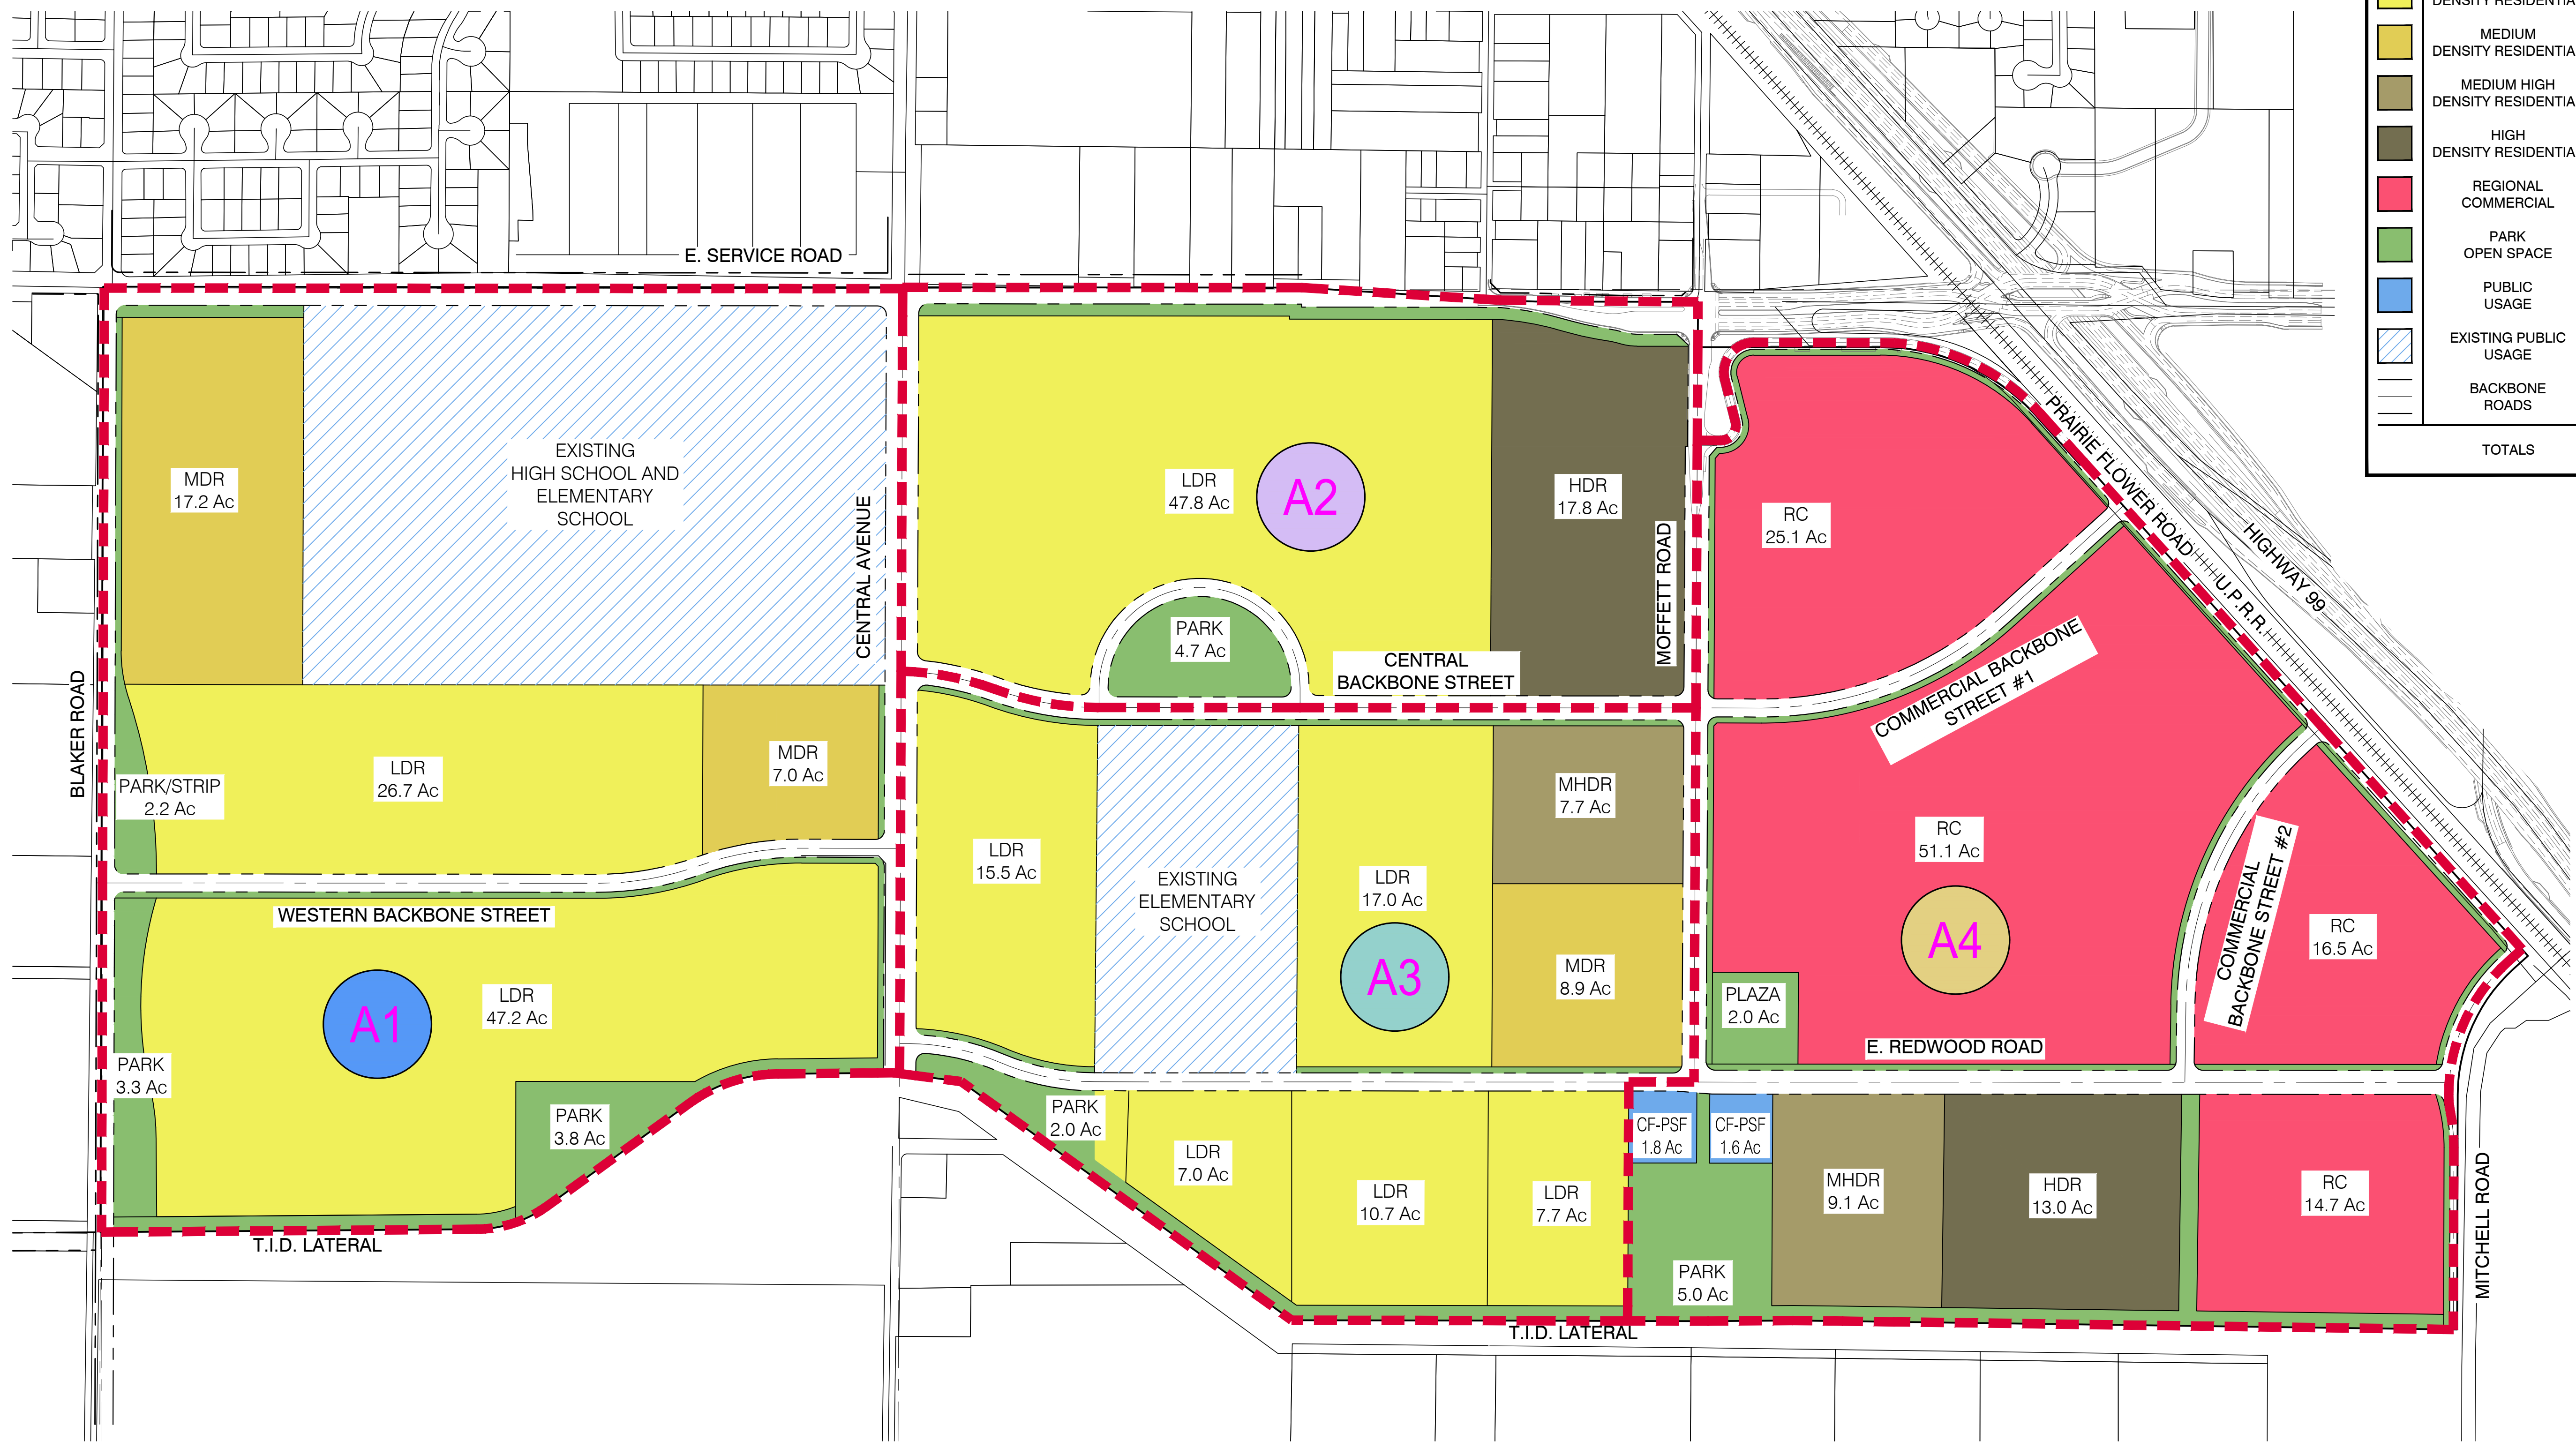 DENSITY RESIDENTIA
MEDIUM
DENSITY RESIDENTIA
MEDIUM HIGH
DENSITY RESIDENTIA
HIGH
DENSITY RESIDENTIA
REGIONAL
COMMERCIAL
PARK
OPEN SPACE
PUBLIC
USAGE
EXISTING PUBLIC
USAGE
BACKBONE
ROADS
TOTALS
E. SERVICE ROAD
MDR
17.2 Ac
EXISTING
HIGH SCHOOL AND
ELEMENTARY
SCHOOL
CENTRAL AVENUE
LDR
47.8 Ac
A2
HDR
17.8 Ac
MOFFETT ROAD
RC
25.1 Ac
PRAIRIE FLOWER ROAD
U.P.R.R.
HIGHWAY 99
PARK
4.7 Ac
CENTRAL
BACKBONE STREET
COMMERCIAL BACKBONE
STREET #1
BLAKER ROAD
PARK/STRIP
2.2 Ac
LDR
26.7 Ac
MDR
7.0 Ac
LDR
15.5 Ac
EXISTING
ELEMENTARY
SCHOOL
LDR
17.0 Ac
A3
MHDR
7.7 Ac
MDR
8.9 Ac
RC
51.1 Ac
A4
COMMERCIAL
BACKBONE STREET #2
RC
16.5 Ac
PLAZA
2.0 Ac
E. REDWOOD ROAD
WESTERN BACKBONE STREET
A1
LDR
47.2 Ac
PARK
3.3 Ac
PARK
3.8 Ac
T.I.D. LATERAL
PARK
2.0 Ac
LDR
7.0 Ac
LDR
10.7 Ac
LDR
7.7 Ac
CF-PSF
1.8 Ac
CF-PSF
1.6 Ac
PARK
5.0 Ac
MHDR
9.1 Ac
HDR
13.0 Ac
RC
14.7 Ac
MITCHELL ROAD
T.I.D. LATERAL